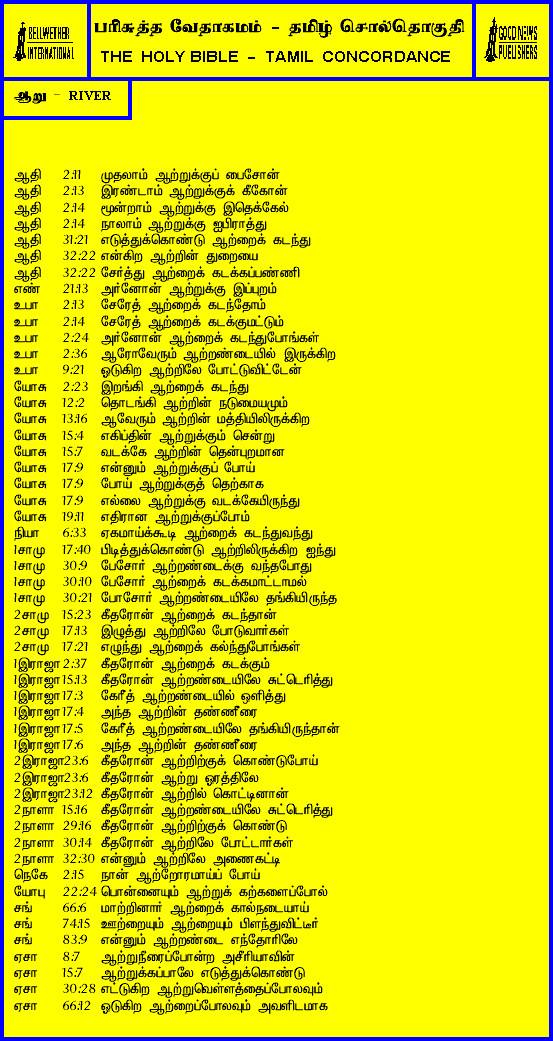 BELLWETHER
INTERNATIONAL
பரிசுத்த வேதாகமம் - தமிழ் சொல்தொகுதி
THE HOLY BIBLE - TAMIL CONCORDANCE
GOOD NEWS
PUBLISHERS
ஆறு - RIVER
ஆதி 2:11 முதலாம் ஆற்றுக்குப் பைசோன்
ஆதி 2:13 இரண்டாம் ஆற்றுக்குக் கீகோன்
ஆதி 2:14 மூன்றாம் ஆற்றுக்கு இதெக்கேல்
ஆதி 2:14 நாலாம் ஆற்றுக்கு ஐபிராத்து
ஆதி 31:21 எடுத்துக்கொண்டு ஆற்றைக் கடந்து
ஆதி 32:22 என்கிற ஆற்றின் துறையை
ஆதி 32:22 சேர்த்து ஆற்றைக் கடக்கப்பண்ணி
எண் 21:13 அர்னோன் ஆற்றுக்கு இப்புறம்
உபா 2:13 சேரேத் ஆற்றைக் கடந்தோம்
உபா 2:14 சேரேத் ஆற்றைக் கடக்குமட்டும்
உபா 2:24 அர்னோன் ஆற்றைக் கடந்துபோங்கள்
உபா 2:36 ஆரோவேரும் ஆற்றண்டையில் இருக்கிற
உபா 9:21 ஓடுகிற ஆற்றிலே போட்டுவிட்டேன்
யோசு 2:23 இறங்கி ஆற்றைக் கடந்து
யோசு 12:2 தொடங்கி ஆற்றின் நடுமையமும்
யோசு 13:16 ஆவேரும் ஆற்றின் மத்தியிலிருக்கிற
யோசு 15:4 எகிப்தின் ஆற்றுக்கும் சென்று
யோசு 15:7 வடக்கே ஆற்றின் தென்புறமான
யோசு 17:9 என்னும் ஆற்றுக்குப் போய்
யோசு 17:9 போய் ஆற்றுக்குத் தெற்காக
யோசு 17:9 எல்லை ஆற்றுக்கு வடக்கேயிருந்து
யோசு 19:11 எதிரான ஆற்றுக்குப்போம்
நியா 6:33 ஏகமாய்க்கூடி ஆற்றைக் கடந்துவந்து
1சாமு 17:40 பிடித்துக்கொண்டு ஆற்றிலிருக்கிற ஐந்து
1சாமு 30:9 பேசோர் ஆற்றண்டைக்கு வந்தபோது
1சாமு 30:10 பேசோர் ஆற்றைக் கடக்கமாட்டாமல்
1சாமு 30:21 போசோர் ஆற்றண்டையிலே தங்கியிருந்த
2சாமு 15:23 கீதரோன் ஆற்றைக் கடந்தான்
2சாமு 17:13 இழுத்து ஆற்றிலே போடுவார்கள்
2சாமு 17:21 எழுந்து ஆற்றைக் கல்ந்துபோங்கள்
1இராஜா 2:37 கீதரோன் ஆற்றைக் கடக்கும்
1இராஜா 15:13 கீதரோன் ஆற்றண்டையிலே சுட்டெரித்து
1இராஜா 17:3 கேரீத் ஆற்றண்டையில் ஒளித்து
1இராஜா 17:4 அந்த ஆற்றின் தண்ணீரை
1இராஜா 17:5 கேரீத் ஆற்றண்டையிலே தங்கியிருந்தான்
1இராஜா 17:6 அந்த ஆற்றின் தண்ணீரை
2இராஜா 23:6 கீதரோன் ஆற்றிற்குக் கொண்டுபோய்
2இராஜா 23:6 கீதரோன் ஆற்று ஓரத்திலே
2இராஜா 23:12 கீதரோன் ஆற்றில் கொட்டினான்
2நாளா 15:16 கீதரோன் ஆற்றண்டையிலே சுட்டெரித்து
2நாளா 29:16 கீதரோன் ஆற்றிற்குக் கொண்டு
2நாளா 30:14 கீதரோன் ஆற்றிலே போட்டார்கள்
2நாளா 32:30 என்னும் ஆற்றிலே அணைகட்டி
நெகே 2:15 நான் ஆற்றோரமாய்ப் போய்
யோபு 22:24 பொன்னையும் ஆற்றுக் கற்களைப்போல்
சங் 66:6 மாற்றினார் ஆற்றைக் கால்நடையாய்
சங் 74:15 ஊற்றையும் ஆற்றையும் பிளந்துவிட்டீர்
சங் 83:9 என்னும் ஆற்றண்டை எந்தோரிலே
ஏசா 8:7 ஆற்றுநீரைப்போன்ற அசீரியாவின்
ஏசா 15:7 ஆற்றுக்கப்பாலே எடுத்துக்கொண்டு
ஏசா 30:28 எட்டுகிற ஆற்றுவெள்ளத்தைப்போலவும்
ஏசா 66:12 ஓடுகிற ஆற்றைப்போலவும் அவளிடமாக